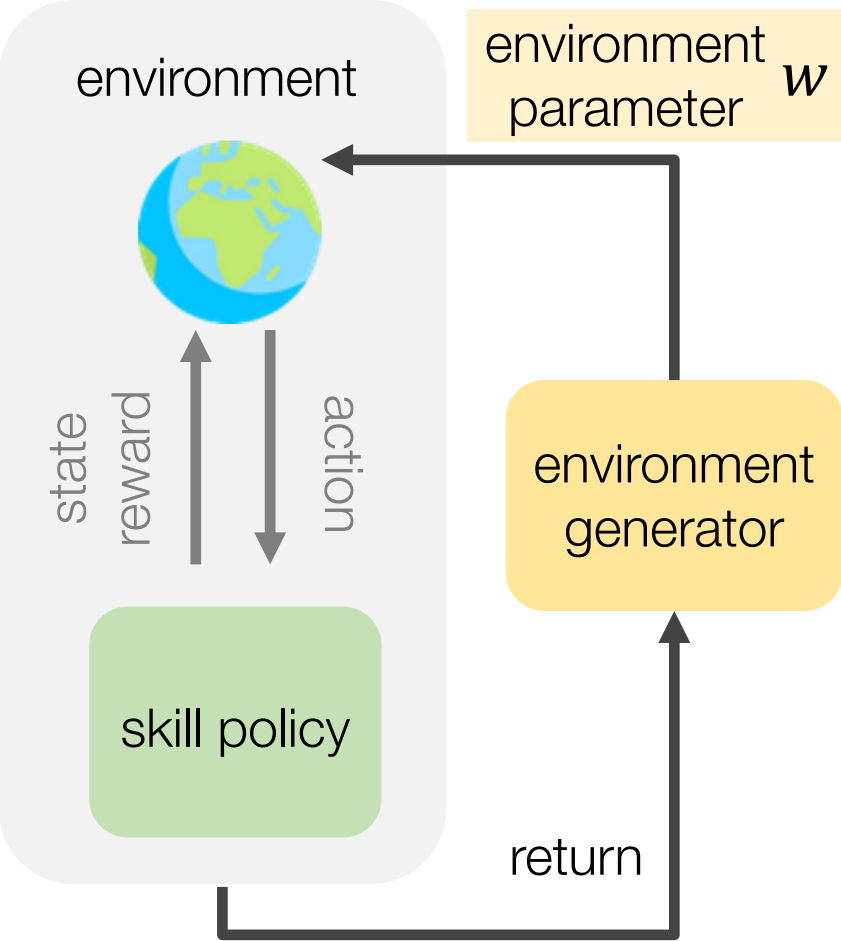 environment
environment
parameter w
state
reward
action
environment
generator
skill policy
return